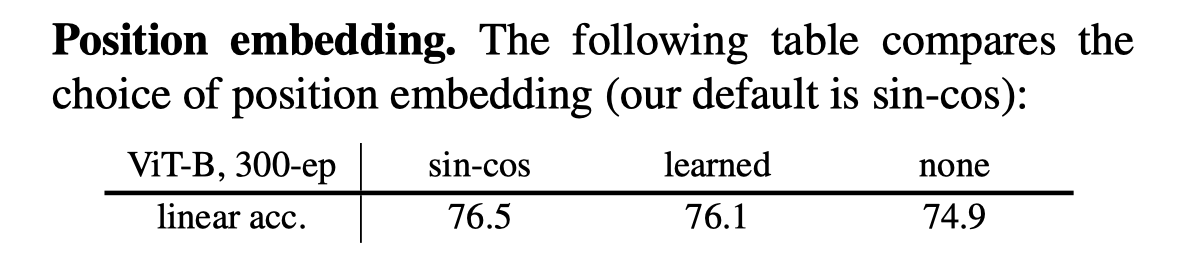 Position embedding. The following table compares the
choice of position embedding (our default is sin-cos):
ViT-B, 300-ep sin-cos learned none
linear acc. 76.5 76.1 74.9